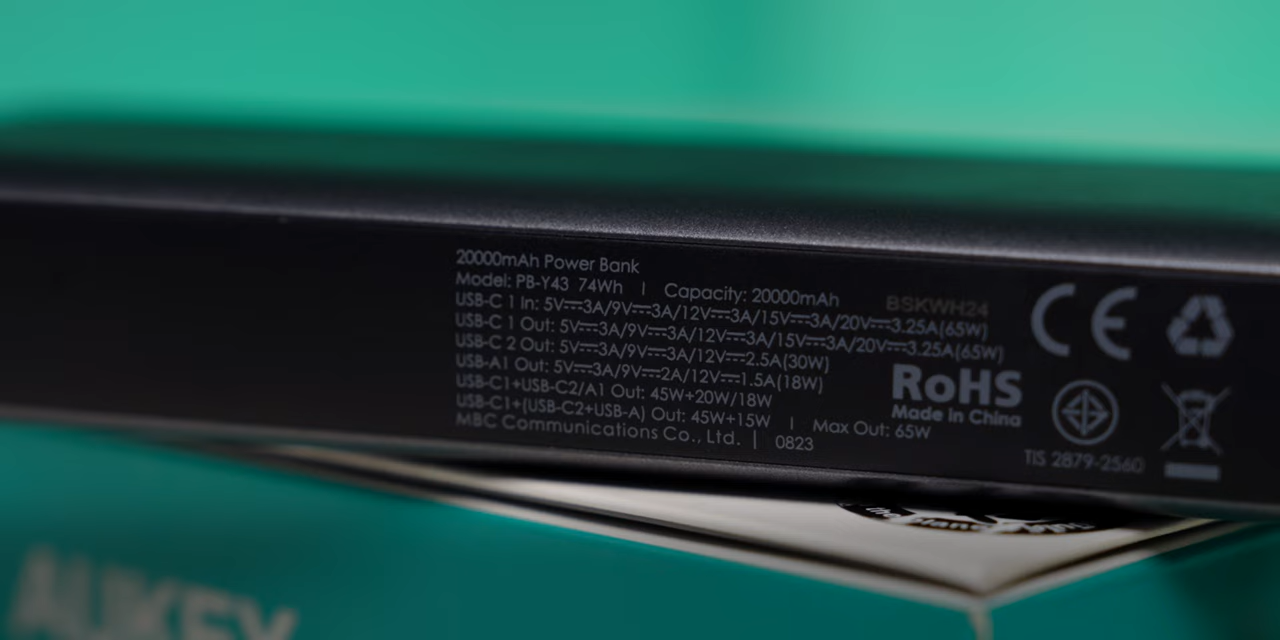 20000mAh Power Bank
Model: PB-Y43 74Wh | Capacity: 20000mAh
BSKWH24
USB-C 1 In: 5V⎓3A/9V⎓3A/12V⎓3A/15V⎓3A/20V⎓3.25A(65W)
USB-C 1 Out: 5V⎓3A/9V⎓3A/12V⎓3A/15V⎓3A/20V⎓3.25A(65W)
USB-C 2 Out: 5V⎓3A/9V⎓3A/12V⎓2.5A(30W)
USB-A1 Out: 5V⎓3A/9V⎓2A/12V⎓1.5A(18W)
USB-C1+USB-C2/A1 Out: 45W+20W/18W
USB-C1+(USB-C2+USB-A) Out: 45W+15W | Max Out: 65W
MBC Communications Co., Ltd. | 0823
RoHS
Made in China
CE
TIS 2879-2560
AUKEY